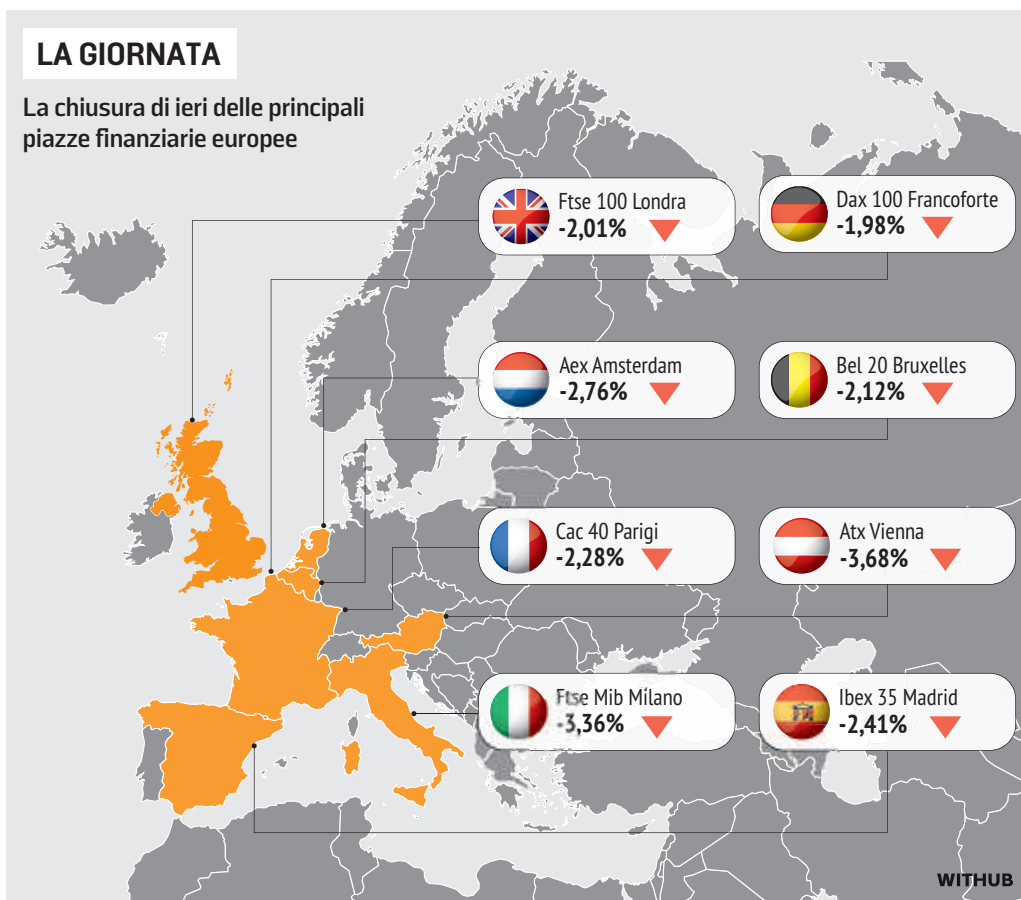 LA GIORNATA
La chiusura di ieri delle principali
piazze finanziarie europee
Ftse 100 Londra
-2,01%
Dax 100 Francoforte
-1,98%
Aex Amsterdam
-2,76%
Bel 20 Bruxelles
-2,12%
Cac 40 Parigi
-2,28%
Atx Vienna
-3,68%
Ftse Mib Milano
-3,36%
Ibex 35 Madrid
-2,41%
WITHUB